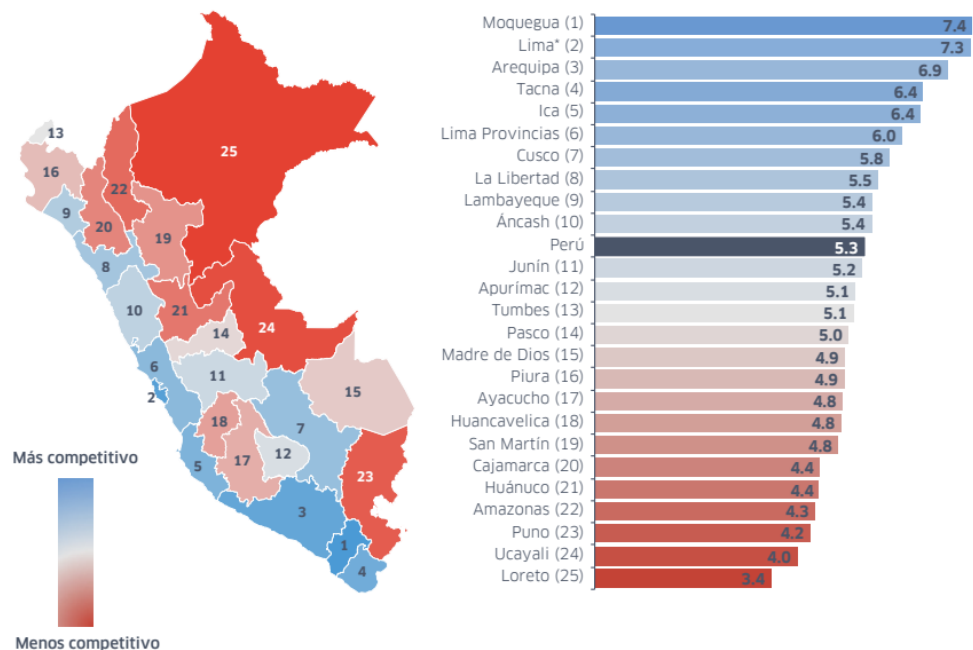 13
16
22
25
9
20
19
8
10
21
24
14
6
11
2
15
18
7
12
5
17
23
3
1
4
Más competitivo
Menos competitivo
Moquegua (1) 7.4
Lima* (2) 7.3
Arequipa (3) 6.9
Tacna (4) 6.4
Ica (5) 6.4
Lima Provincias (6) 6.0
Cusco (7) 5.8
La Libertad (8) 5.5
Lambayeque (9) 5.4
Áncash (10) 5.4
Perú 5.3
Junín (11) 5.2
Apurímac (12) 5.1
Tumbes (13) 5.1
Pasco (14) 5.0
Madre de Dios (15) 4.9
Piura (16) 4.9
Ayacucho (17) 4.8
Huancavelica (18) 4.8
San Martín (19) 4.8
Cajamarca (20) 4.4
Huánuco (21) 4.4
Amazonas (22) 4.3
Puno (23) 4.2
Ucayali (24) 4.0
Loreto (25) 3.4